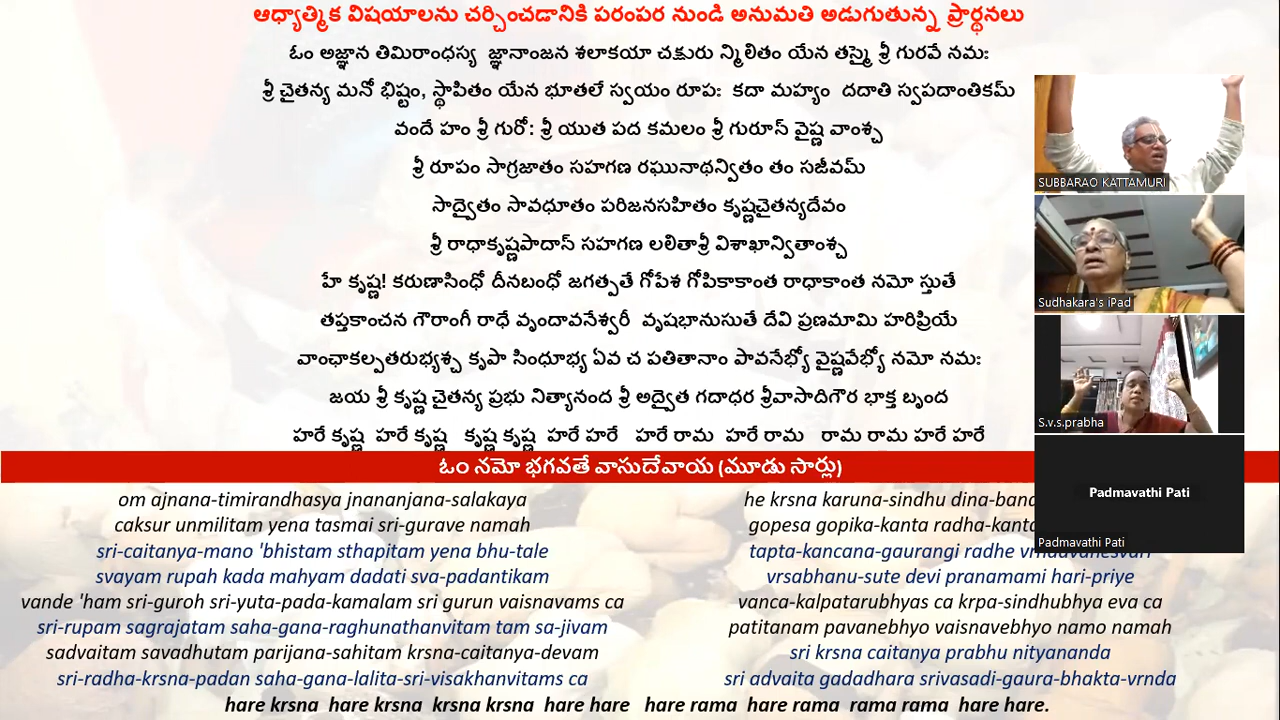 ఆధ్యాత్మిక విషయాలను చర్చించడానికి పరంపర నుండి అనుమతి అడుగుతున్న ప్రార్థనలు
ఓం అజ్ఞాన తిమిరాంధస్య జ్ఞానాంజన శలాకయా చక్షురు న్మిలితం యేన తస్మై శ్రీ గురవే నమః
శ్రీ చైతన్య మనో భిష్టం, స్థాపితం యేన భూతలే స్వయం రూపః కదా మహ్యం దదాతి స్వపదాంతికమ్
వందే హం శ్రీ గురో: శ్రీ యుత పద కమలం శ్రీ గురూస్ వైష్ణ వాంశ్చ
శ్రీ రూపం సాగ్రజాతం సహగణ రఘునాథన్వితం తం సజీవమ్
సాద్వైతం సావధూతం పరిజనసహితం కృష్ణచైతన్యదేవం
శ్రీ రాధాకృష్ణపాదాస్ సహగణ లలితాశ్రీ విశాఖాన్వితాంశ్చ
హే కృష్ణ! కరుణాసింధో దీనబంధో జగత్పతే గోపేశ గోపికాకాంత రాధాకాంత నమో స్తుతే
తప్తకాంచన గౌరాంగీ రాధే వృందావనేశ్వరీ వృషభానుసుతే దేవి ప్రణమామి హరిప్రియే
వాంఛాకల్పతరుభ్యశ్చ కృపా సింధూభ్య ఏవ చ పతితానాం పావనేభ్యో వైష్ణవేభ్యో నమో నమః
జయ శ్రీ కృష్ణ చైతన్య ప్రభు నిత్యానంద శ్రీ అద్వైత గదాధర శ్రీవాసాదిగౌర భాక్త బృంద
హరే కృష్ణ హరే కృష్ణ కృష్ణ కృష్ణ హరే హరే హరే రామ హరే రామ రామ రామ హరే హరే
ఓం నమో భగవతే వాసుదేవాయ (మూడు సార్లు)
om ajnana-timirandhasya jnananjana-salakaya
caksur unmilitam yena tasmai sri-gurave namah
sri-caitanya-mano 'bhistam sthapitam yena bhu-tale
svayam rupah kada mahyam dadati sva-padantikam
vande 'ham sri-guroh sri-yuta-pada-kamalam sri gurun vaisnavams ca
sri-rupam sagrajatam saha-gana-raghunathanvitam tam sa-jivam
sadvaitam savadhutam parijana-sahitam krsna-caitanya-devam
sri-radha-krsna-padan saha-gana-lalita-sri-visakhanvitams ca
he krsna karuna-sindhu dina-band
gopesa gopika-kanta radha-kanta
tapta-kancana-gaurangi radhe vrndavanesvari
vrsabhanu-sute devi pranamami hari-priye
vanca-kalpatarubhyas ca krpa-sindhubhya eva ca
patitanam pavanebhyo vaisnavebhyo namo namah
sri krsna caitanya prabhu nityananda
sri advaita gadadhara srivasadi-gaura-bhakta-vrnda
hare krsna hare krsna krsna krsna hare hare hare rama hare rama rama rama hare hare.
SUBBARAO KATTAMURI
Sudhakara's iPad
S.v.s.prabha
Padmavathi Pati
Padmavathi Pati